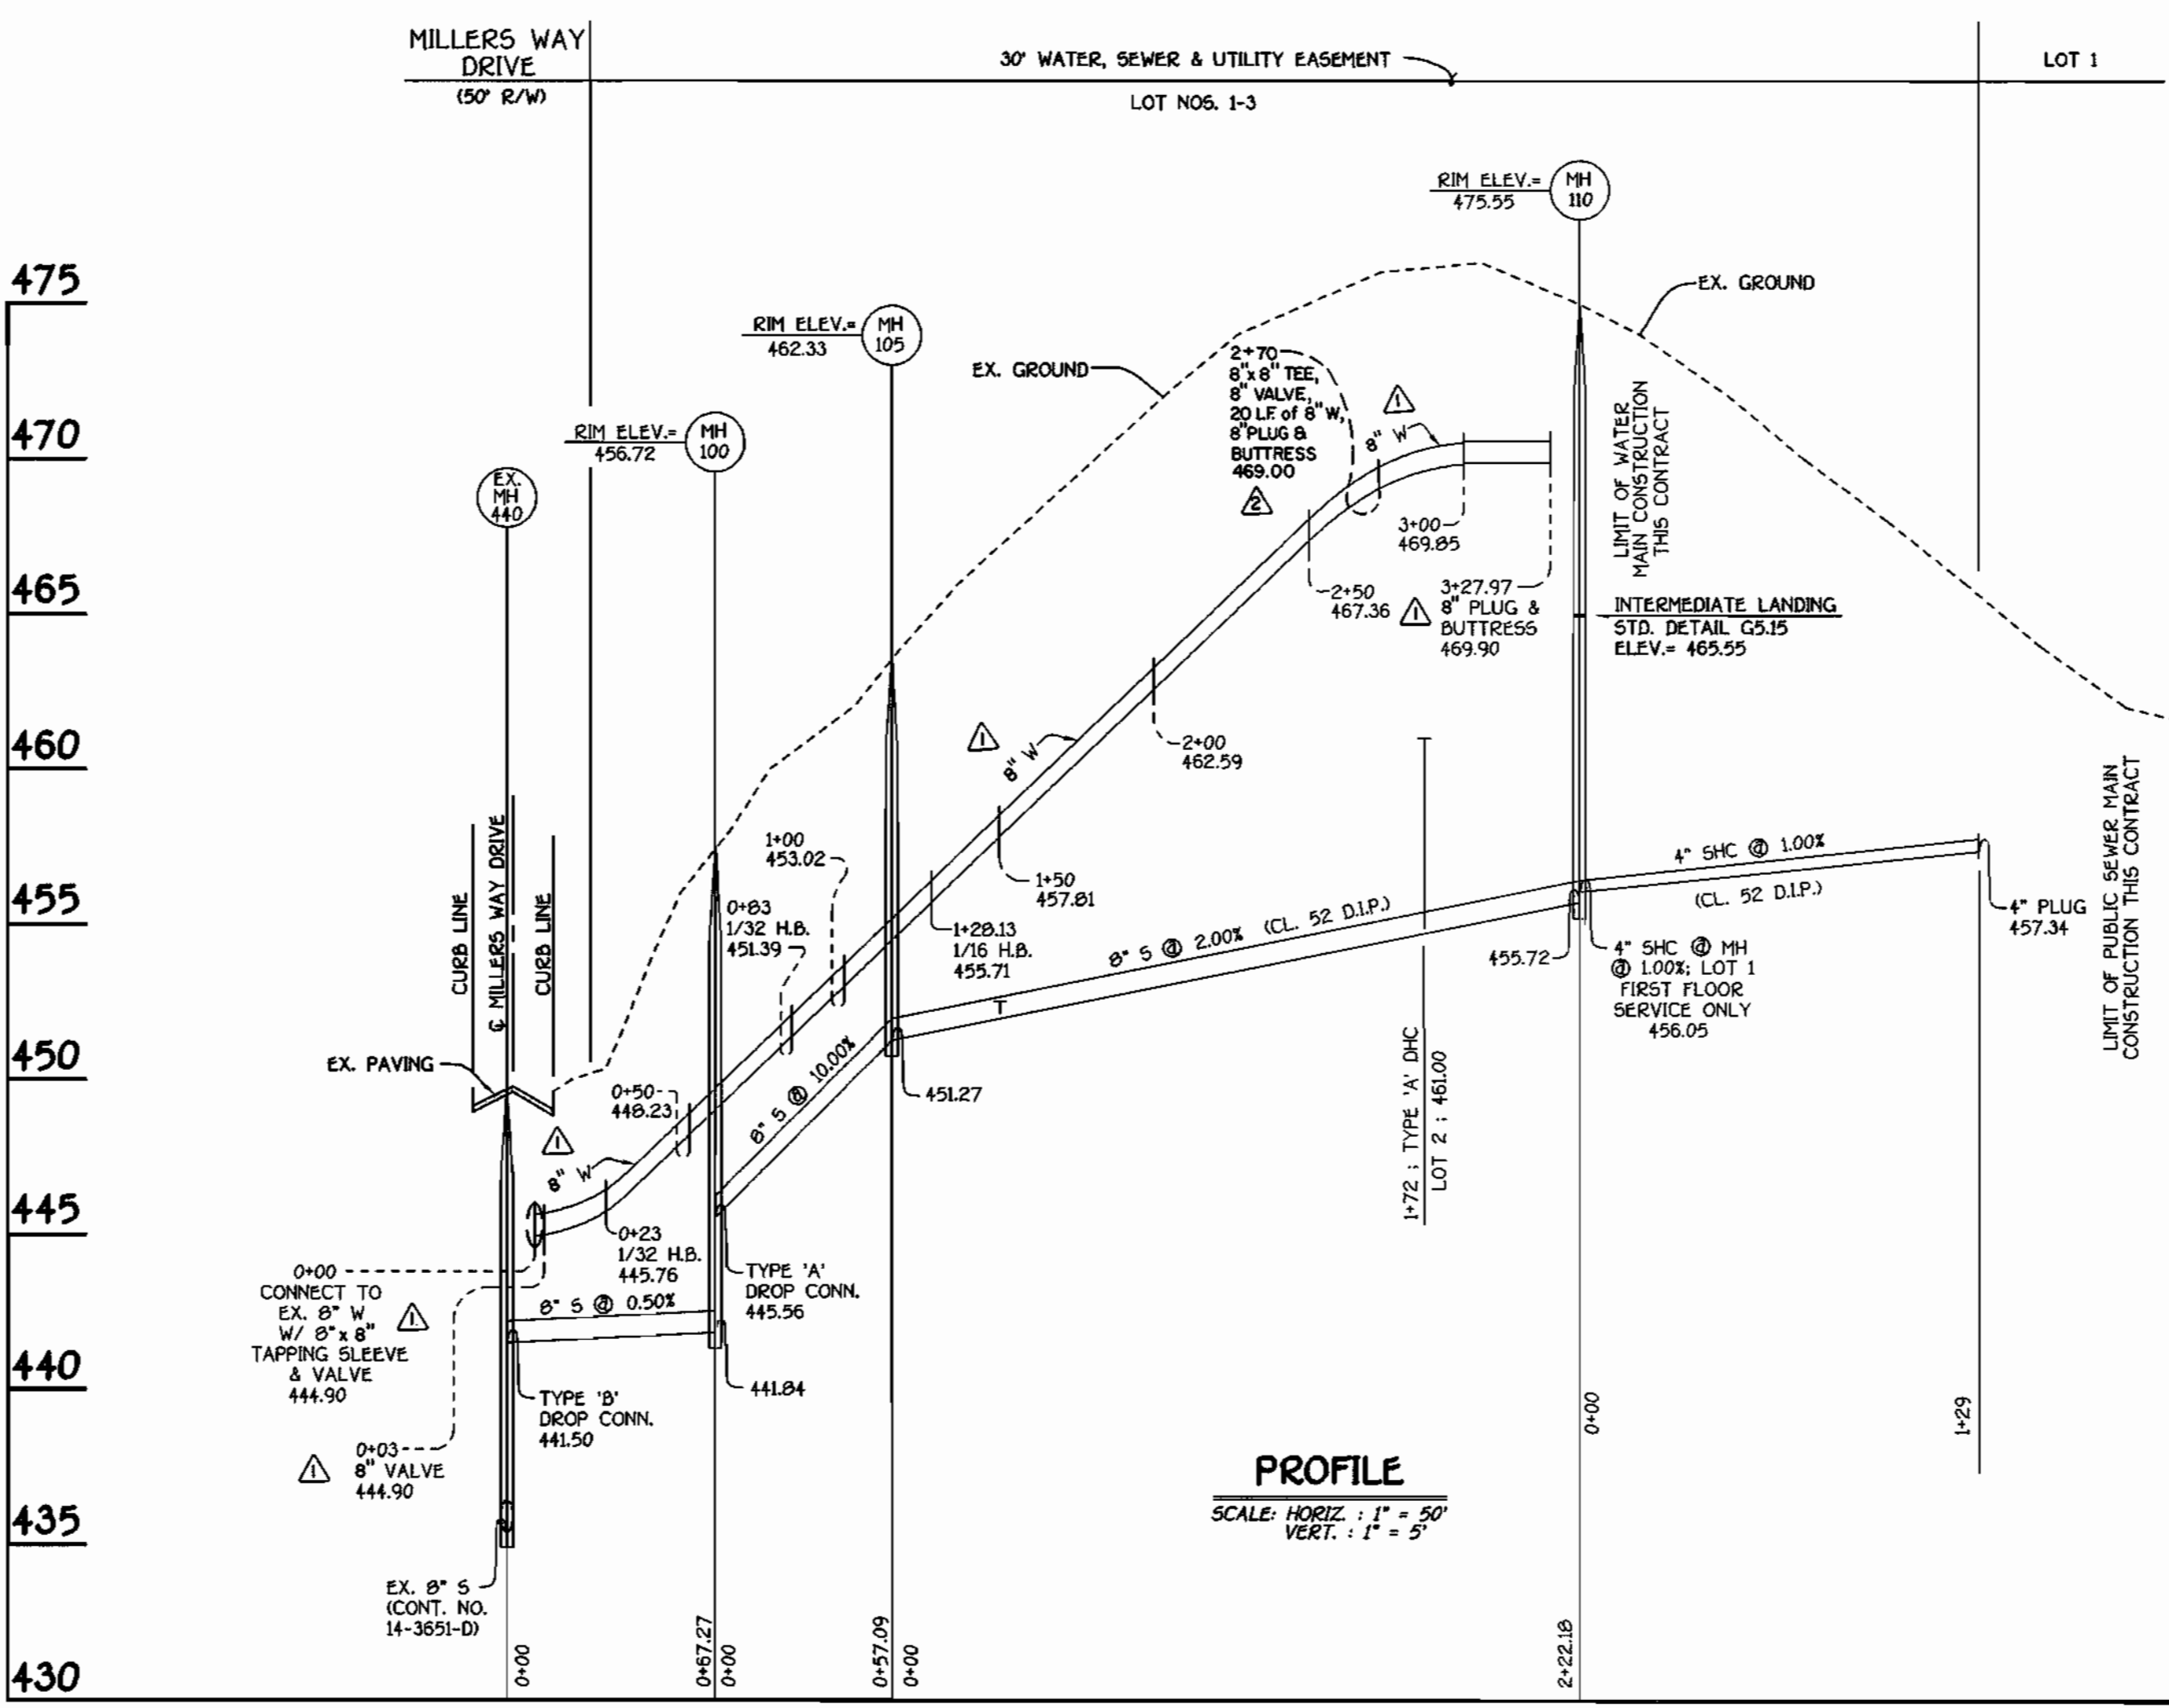 MILLERS WAY
DRIVE
(50' R/W)
30' WATER, SEWER & UTILITY EASEMENT
LOT NOS. 1-3
LOT 1
RIM ELEV.=
475.55
MH
110
475
470
465
460
455
450
445
440
435
430
RIM ELEV.=
462.33
MH
105
RIM ELEV.=
456.72
MH
100
EX.
MH
440
EX. GROUND
EX. GROUND
2+70
8"x8" TEE,
8" VALVE,
20 L.F. of 8" W,
8" PLUG &
BUTTRESS
469.00
2
1
8" W
3+00
469.85
2+50
467.36
1
3+27.97
8" PLUG &
BUTTRESS
469.90
LIMIT OF WATER
MAIN CONSTRUCTION
THIS CONTRACT
INTERMEDIATE LANDING
STD. DETAIL G5.15
ELEV.= 465.55
1
8" W
2+00
462.59
1+50
457.81
1+28.13
1/16 H.B.
455.71
1+00
453.02
0+83
1/32 H.B.
451.39
0+50
448.23
CURB LINE
℄ MILLERS WAY DRIVE
CURB LINE
EX. PAVING
1
8" W
0+23
1/32 H.B.
445.76
8" S @ 0.50%
8" S @ 10.00%
8" S @ 2.00% (CL. 52 D.I.P.)
T
451.27
4" SHC @ 1.00%
(CL. 52 D.I.P.)
4" PLUG
457.34
455.72
4" SHC @ MH
@ 1.00%; LOT 1
FIRST FLOOR
SERVICE ONLY
456.05
LIMIT OF PUBLIC SEWER MAIN
CONSTRUCTION THIS CONTRACT
1+72 ; TYPE 'A' DHC
LOT 2 ; 461.00
0+00
CONNECT TO
EX. 8" W
W/ 8"x 8"
TAPPING SLEEVE
& VALVE
444.90
1
0+03
8" VALVE
444.90
1
TYPE 'A'
DROP CONN.
445.56
441.84
TYPE 'B'
DROP CONN.
441.50
EX. 8" S
(CONT. NO.
14-3651-D)
0+00
0+67.27
0+00
0+57.09
0+00
2+22.18
0+00
1+29
PROFILE
SCALE: HORIZ. : 1" = 50'
VERT. : 1" = 5'